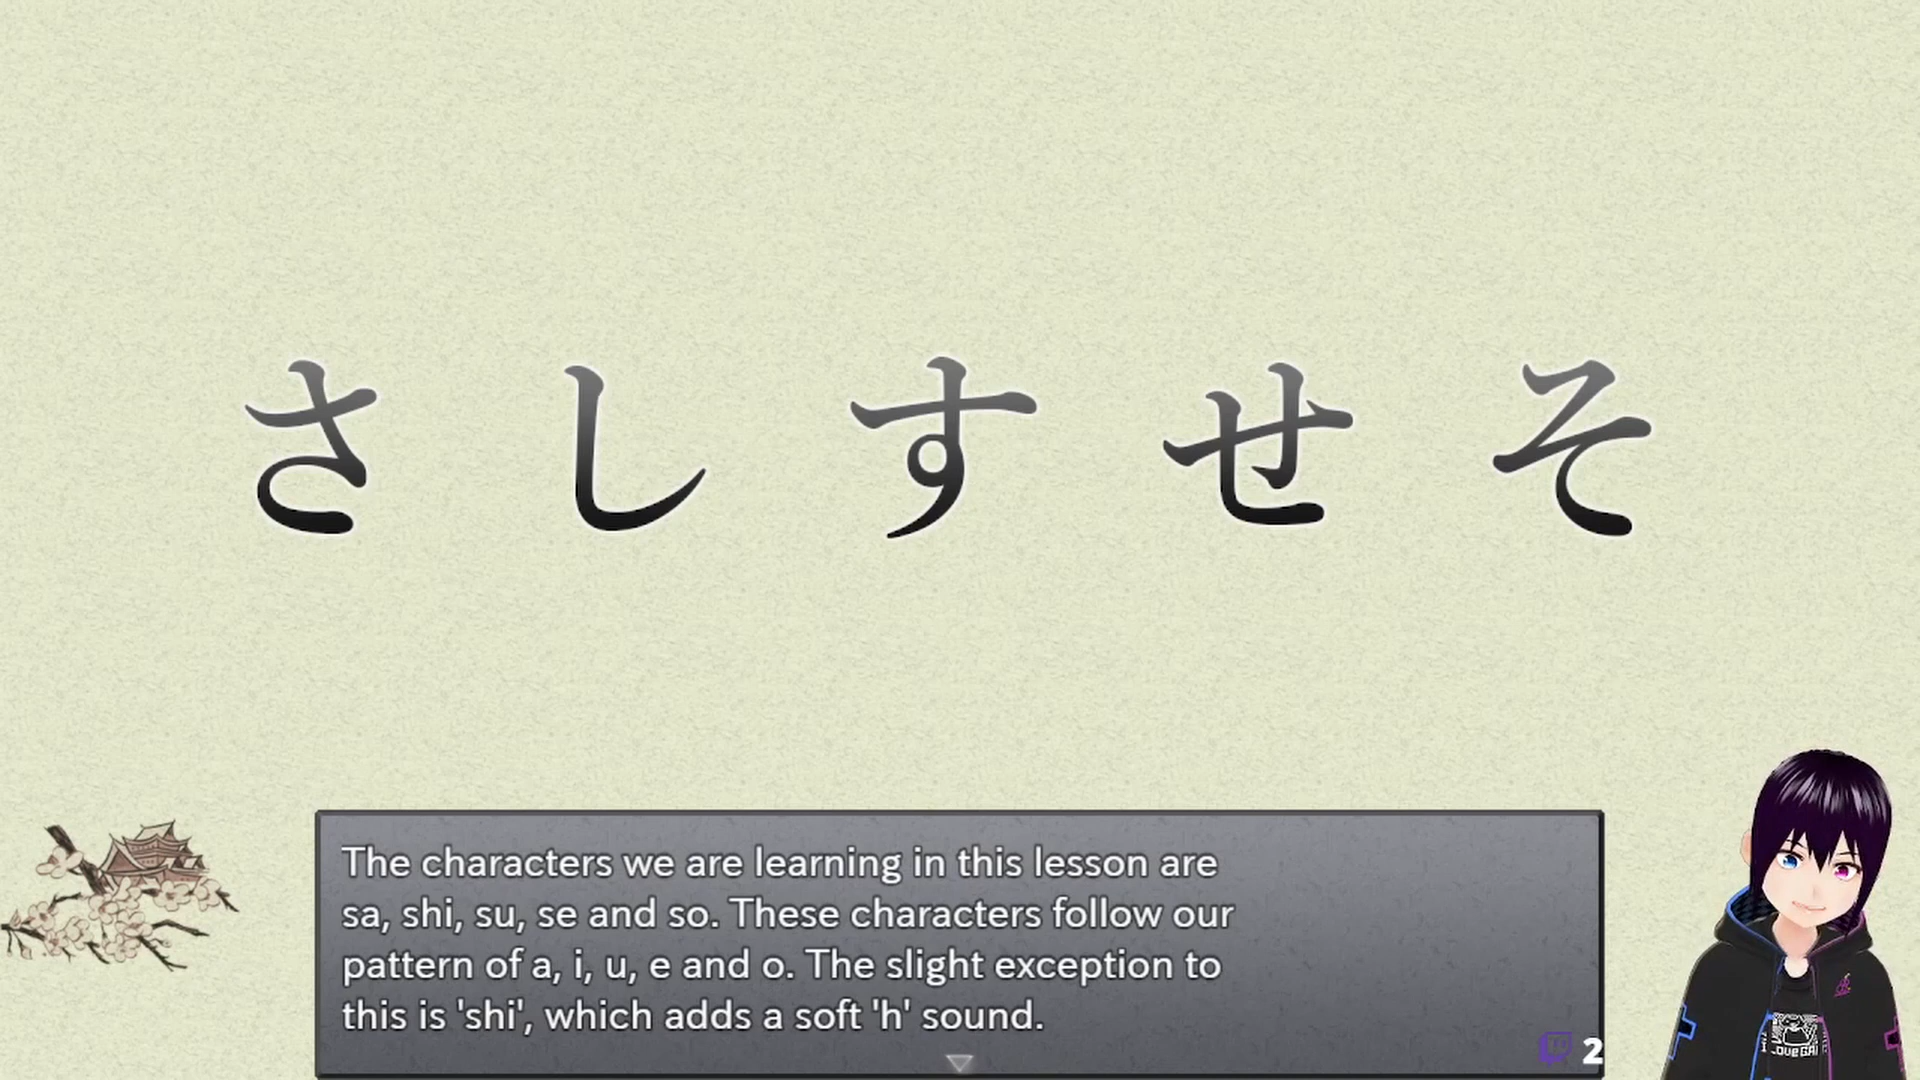 さ し す せ そ
The characters we are learning in this lesson are
sa, shi, su, se and so. These characters follow our
pattern of a, i, u, e and o. The slight exception to
this is 'shi', which adds a soft 'h' sound.
2